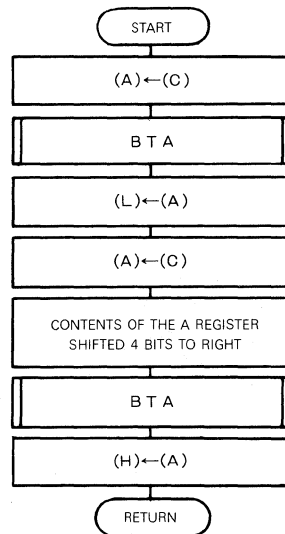 START
(A)←(C)
BTA
(L)←(A)
(A)←(C)
CONTENTS OF THE A REGISTER
SHIFTED 4 BITS TO RIGHT
BTA
(H)←(A)
RETURN